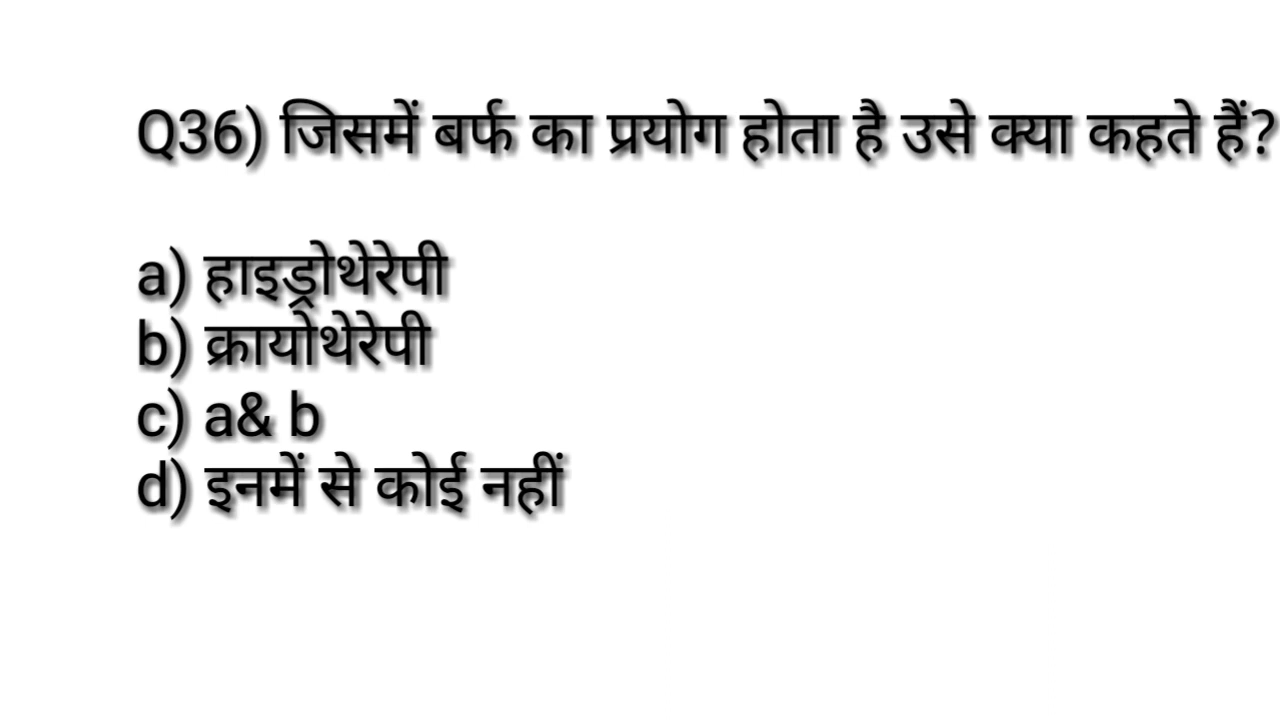 Q36) जिसमें बर्फ का प्रयोग होता है उसे क्या कहते हैं?
a) हाइड्रोथेरेपी
b) क्रायोथेरेपी
c) a& b
d) इनमें से कोई नहीं